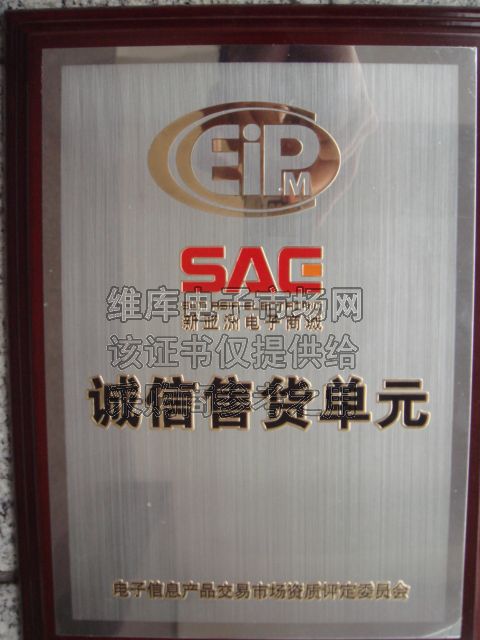 EiPM
SAE
新亚洲电子商城
维库电子市场网
该证书仅提供给
诚信售货单元
电子信息产品交易市场资质评定委员会